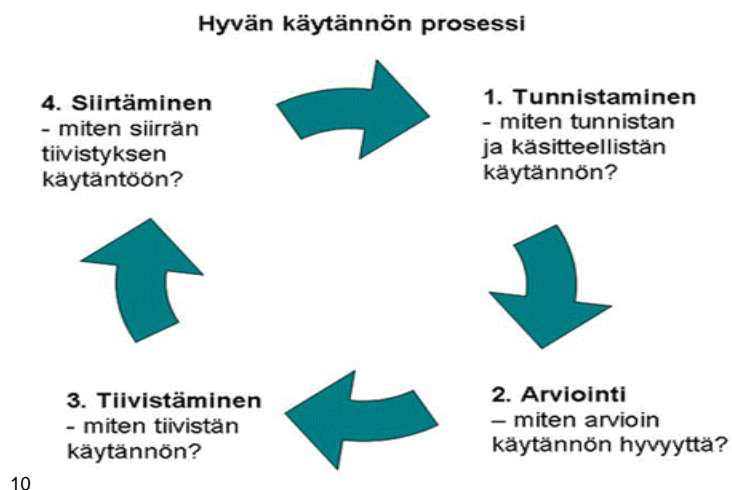 Hyvän käytännön prosessi
4. Siirtäminen
- miten siirrän
tiivistyksen
käytäntöön?
1. Tunnistaminen
- miten tunnistan
ja käsitteellistän
käytännön?
3. Tiivistäminen
- miten tiivistän
käytännön?
2. Arviointi
– miten arvioin
käytännön hyvyyttä?
10